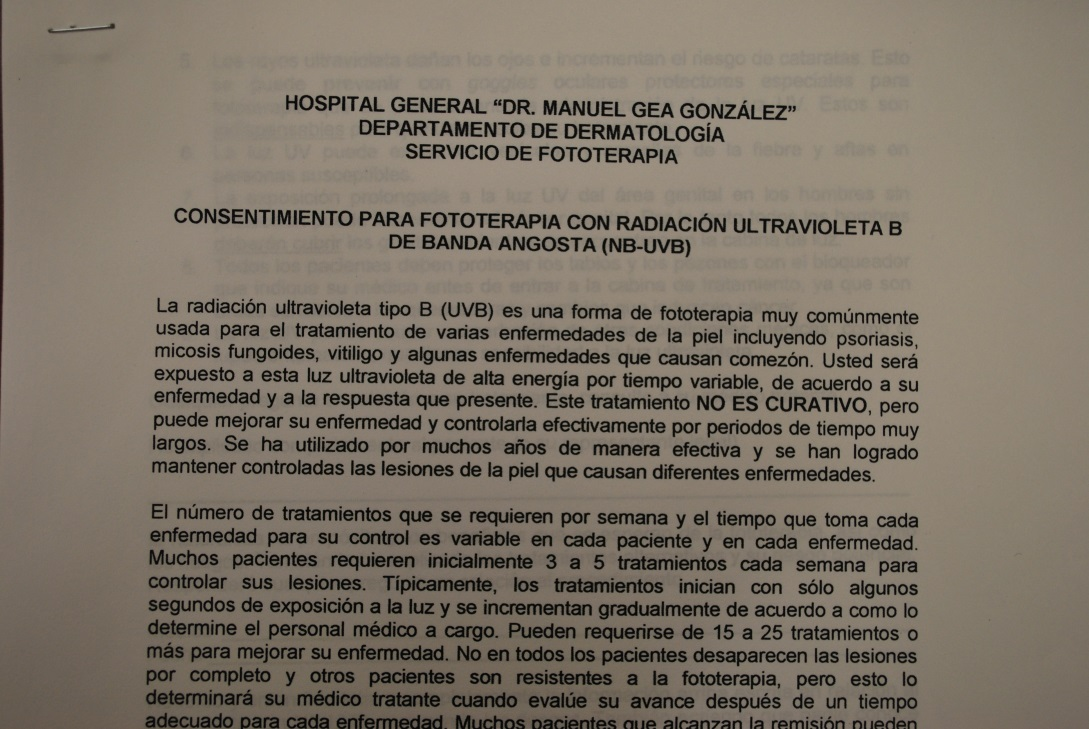 HOSPITAL GENERAL “DR. MANUEL GEA GONZÁLEZ”
DEPARTAMENTO DE DERMATOLOGÍA
SERVICIO DE FOTOTERAPIA
CONSENTIMIENTO PARA FOTOTERAPIA CON RADIACIÓN ULTRAVIOLETA B
DE BANDA ANGOSTA (NB-UVB)
La radiación ultravioleta tipo B (UVB) es una forma de fototerapia muy comúnmente
usada para el tratamiento de varias enfermedades de la piel incluyendo psoriasis,
micosis fungoides, vitiligo y algunas enfermedades que causan comezón. Usted será
expuesto a esta luz ultravioleta de alta energía por tiempo variable, de acuerdo a su
enfermedad y a la respuesta que presente. Este tratamiento NO ES CURATIVO, pero
puede mejorar su enfermedad y controlarla efectivamente por periodos de tiempo muy
largos. Se ha utilizado por muchos años de manera efectiva y se han logrado
mantener controladas las lesiones de la piel que causan diferentes enfermedades.
El número de tratamientos que se requieren por semana y el tiempo que toma cada
enfermedad para su control es variable en cada paciente y en cada enfermedad.
Muchos pacientes requieren inicialmente 3 a 5 tratamientos cada semana para
controlar sus lesiones. Típicamente, los tratamientos inician con sólo algunos
segundos de exposición a la luz y se incrementan gradualmente de acuerdo a como lo
determine el personal médico a cargo. Pueden requerirse de 15 a 25 tratamientos o
más para mejorar su enfermedad. No en todos los pacientes desaparecen las lesiones
por completo y otros pacientes son resistentes a la fototerapia, pero esto lo
determinará su médico tratante cuando evalúe su avance después de un tiempo
adecuado para cada enfermedad. Muchos pacientes que alcanzan la remisión pueden